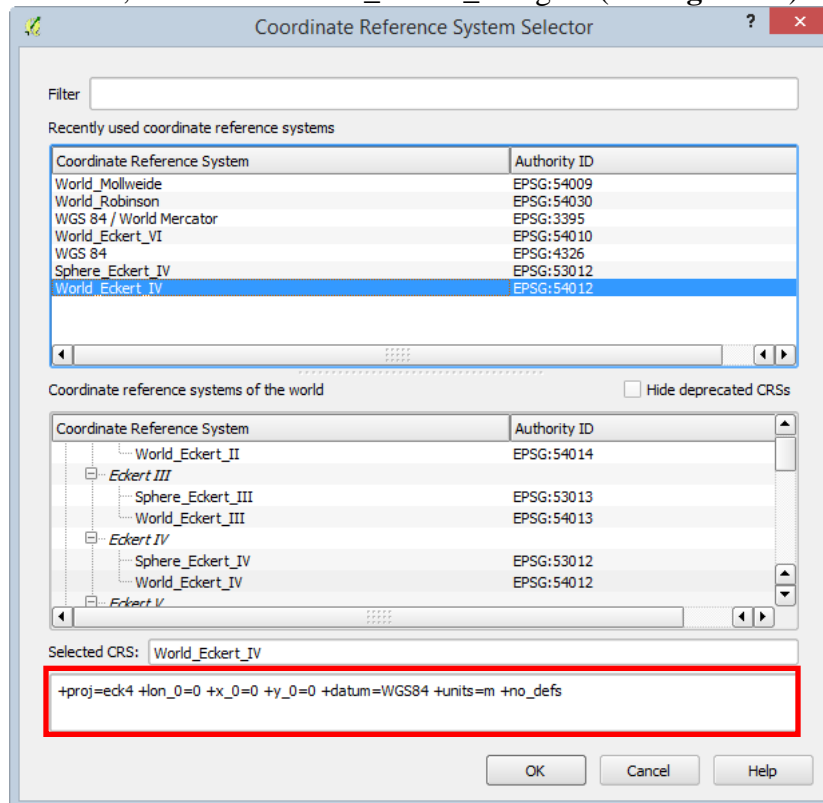 Coordinate Reference System Selector
?
Filter
Recently used coordinate reference systems
Coordinate Reference System Authority ID
World_Mollweide EPSG:54009
World_Robinson EPSG:54030
WGS 84 / World Mercator EPSG:3395
World_Eckert_VI EPSG:54010
WGS 84 EPSG:4326
Sphere_Eckert_IV EPSG:53012
World_Eckert_IV EPSG:54012
Coordinate reference systems of the world Hide deprecated CRSs
Coordinate Reference System Authority ID
World_Eckert_II EPSG:54014
Eckert III
Sphere_Eckert_III EPSG:53013
World_Eckert_III EPSG:54013
Eckert IV
Sphere_Eckert_IV EPSG:53012
World_Eckert_IV EPSG:54012
Eckert V
Selected CRS: World_Eckert_IV
+proj=eck4 +lon_0=0 +x_0=0 +y_0=0 +datum=WGS84 +units=m +no_defs
OK Cancel Help